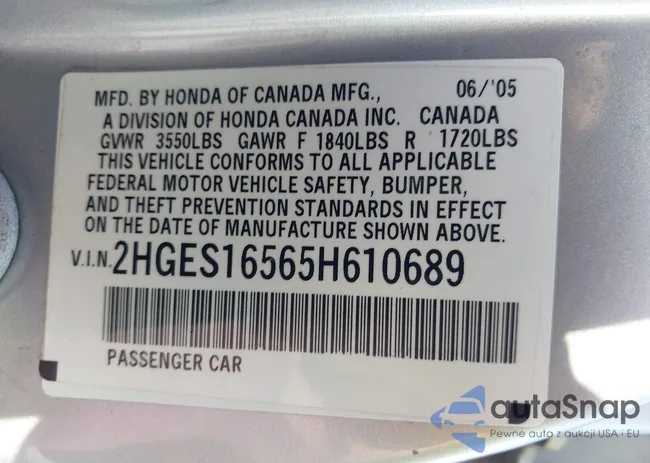 MFD. BY HONDA OF CANADA MFG., 06/'05
A DIVISION OF HONDA CANADA INC. CANADA
GVWR 3550LBS GAWR F 1840LBS R 1720LBS
THIS VEHICLE CONFORMS TO ALL APPLICABLE
FEDERAL MOTOR VEHICLE SAFETY, BUMPER,
AND THEFT PREVENTION STANDARDS IN EFFECT
ON THE DATE OF MANUFACTURE SHOWN ABOVE.
V.I.N. 2HGES16565H610689
PASSENGER CAR
autaSnap
Pewne auta z aukcji USA i EU